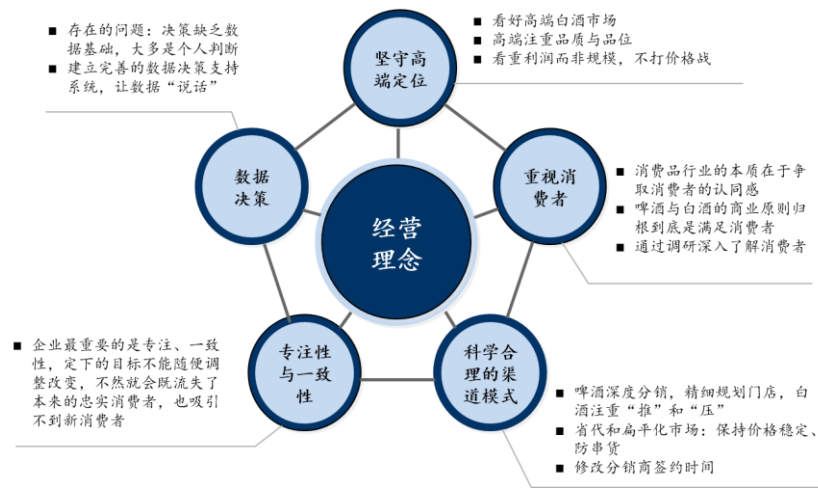 ■ 存在的问题：决策缺乏数
据基础，大多是个人判断
■ 建立完善的数据决策支持
系统，让数据“说话”
坚守高
端定位
■ 看好高端白酒市场
■ 高端注重品质与品位
■ 看重利润而非规模，不打价格战
数据
决策
重视消
费者
■ 消费品行业的本质在于争
取消费者的认同感
■ 啤酒与白酒的商业原则归
根到底是满足消费者
■ 通过调研深入了解消费者
经营
理念
■ 企业最重要的是专注、一致
性，定下的目标不能随便调
整改变，不然就会既流失了
本来的忠实消费者，也吸引
不到新消费者
专注性
与一致
性
科学合
理的渠
道模式
■ 啤酒深度分销，精细规划门店，白
酒注重“推”和“压”
■ 省代和扁平化市场：保持价格稳定、
防串货
■ 修改分销商签约时间